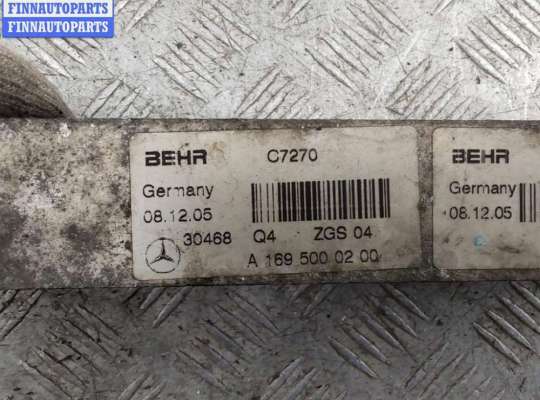 FINNAUTOPARTS
FINNAUTOPARTS
BEHR C7270
Germany
08.12.05
30468 Q4 ZGS 04
A 169 500 02 00
BEHR
Germany
08.12.05